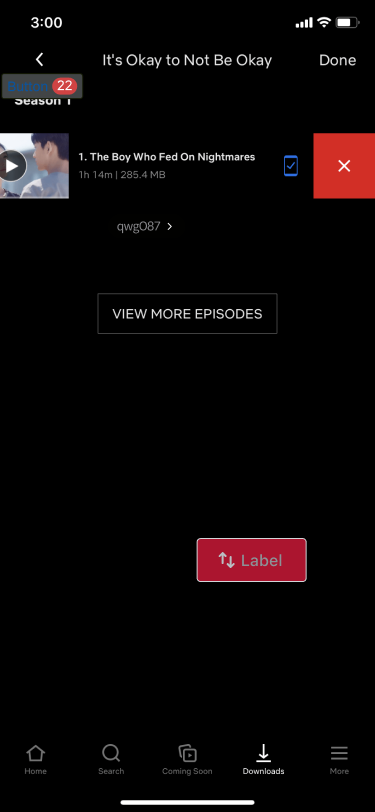 3:00
It's Okay to Not Be Okay
Done
Button 22
Season 1
1. The Boy Who Fed On Nightmares
1h 14m | 285.4 MB
qwg087
VIEW MORE EPISODES
Label
Home
Search
Coming Soon
Downloads
More